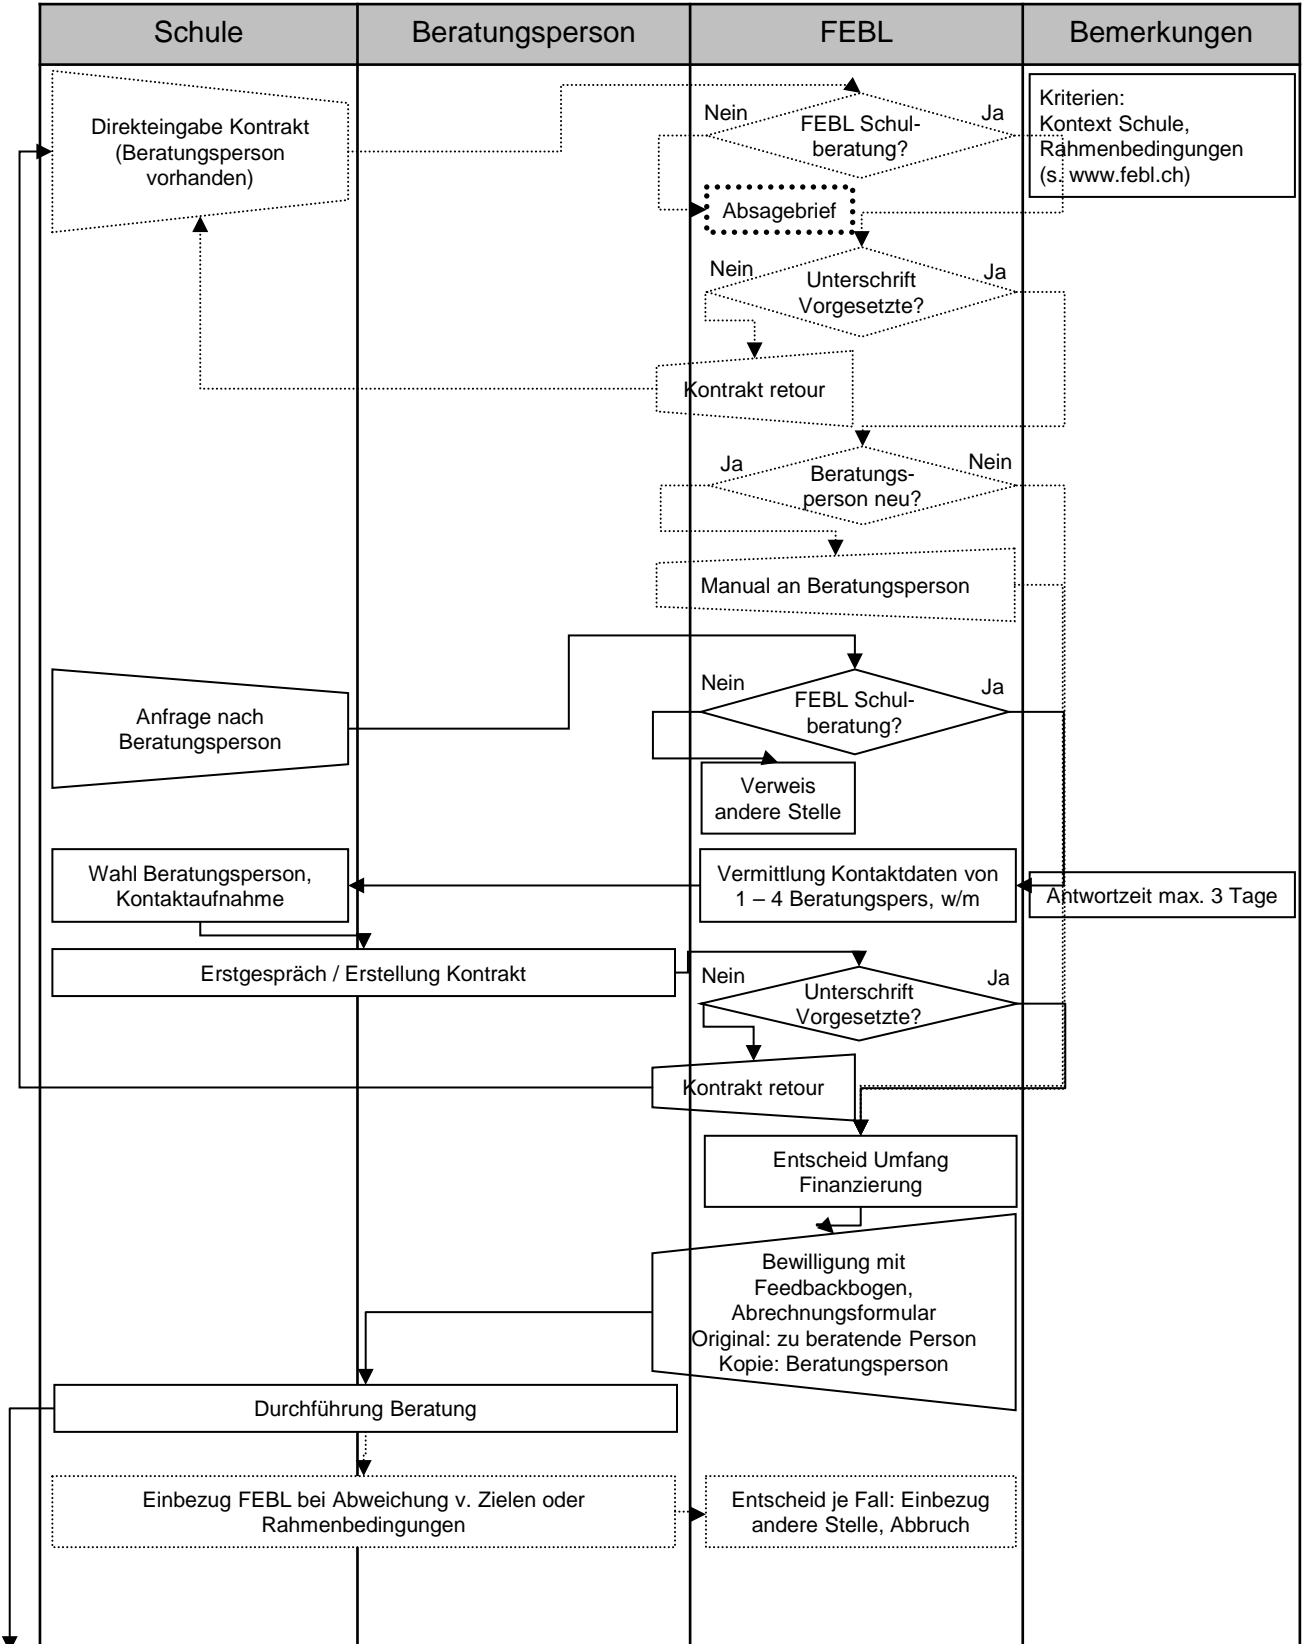 Schule
Beratungsperson
FEBL
Bemerkungen
Direkteingabe Kontrakt
(Beratungsperson
vorhanden)
Nein
FEBL Schul-
beratung?
Ja
Kriterien:
Kontext Schule,
Rahmenbedingungen
(s. www.febl.ch)
Absagebrief
Nein
Unterschrift
Vorgesetzte?
Ja
Kontrakt retour
Ja
Beratungs-
person neu?
Nein
Manual an Beratungsperson
Anfrage nach
Beratungsperson
Nein
FEBL Schul-
beratung?
Ja
Verweis
andere Stelle
Wahl Beratungsperson,
Kontaktaufnahme
Vermittlung Kontaktdaten von
1 – 4 Beratungspers, w/m
Antwortzeit max. 3 Tage
Erstgespräch / Erstellung Kontrakt
Nein
Unterschrift
Vorgesetzte?
Ja
Kontrakt retour
Entscheid Umfang
Finanzierung
Bewilligung mit
Feedbackbogen,
Abrechnungsformular
Original: zu beratende Person
Kopie: Beratungsperson
Durchführung Beratung
Einbezug FEBL bei Abweichung v. Zielen oder
Rahmenbedingungen
Entscheid je Fall: Einbezug
andere Stelle, Abbruch